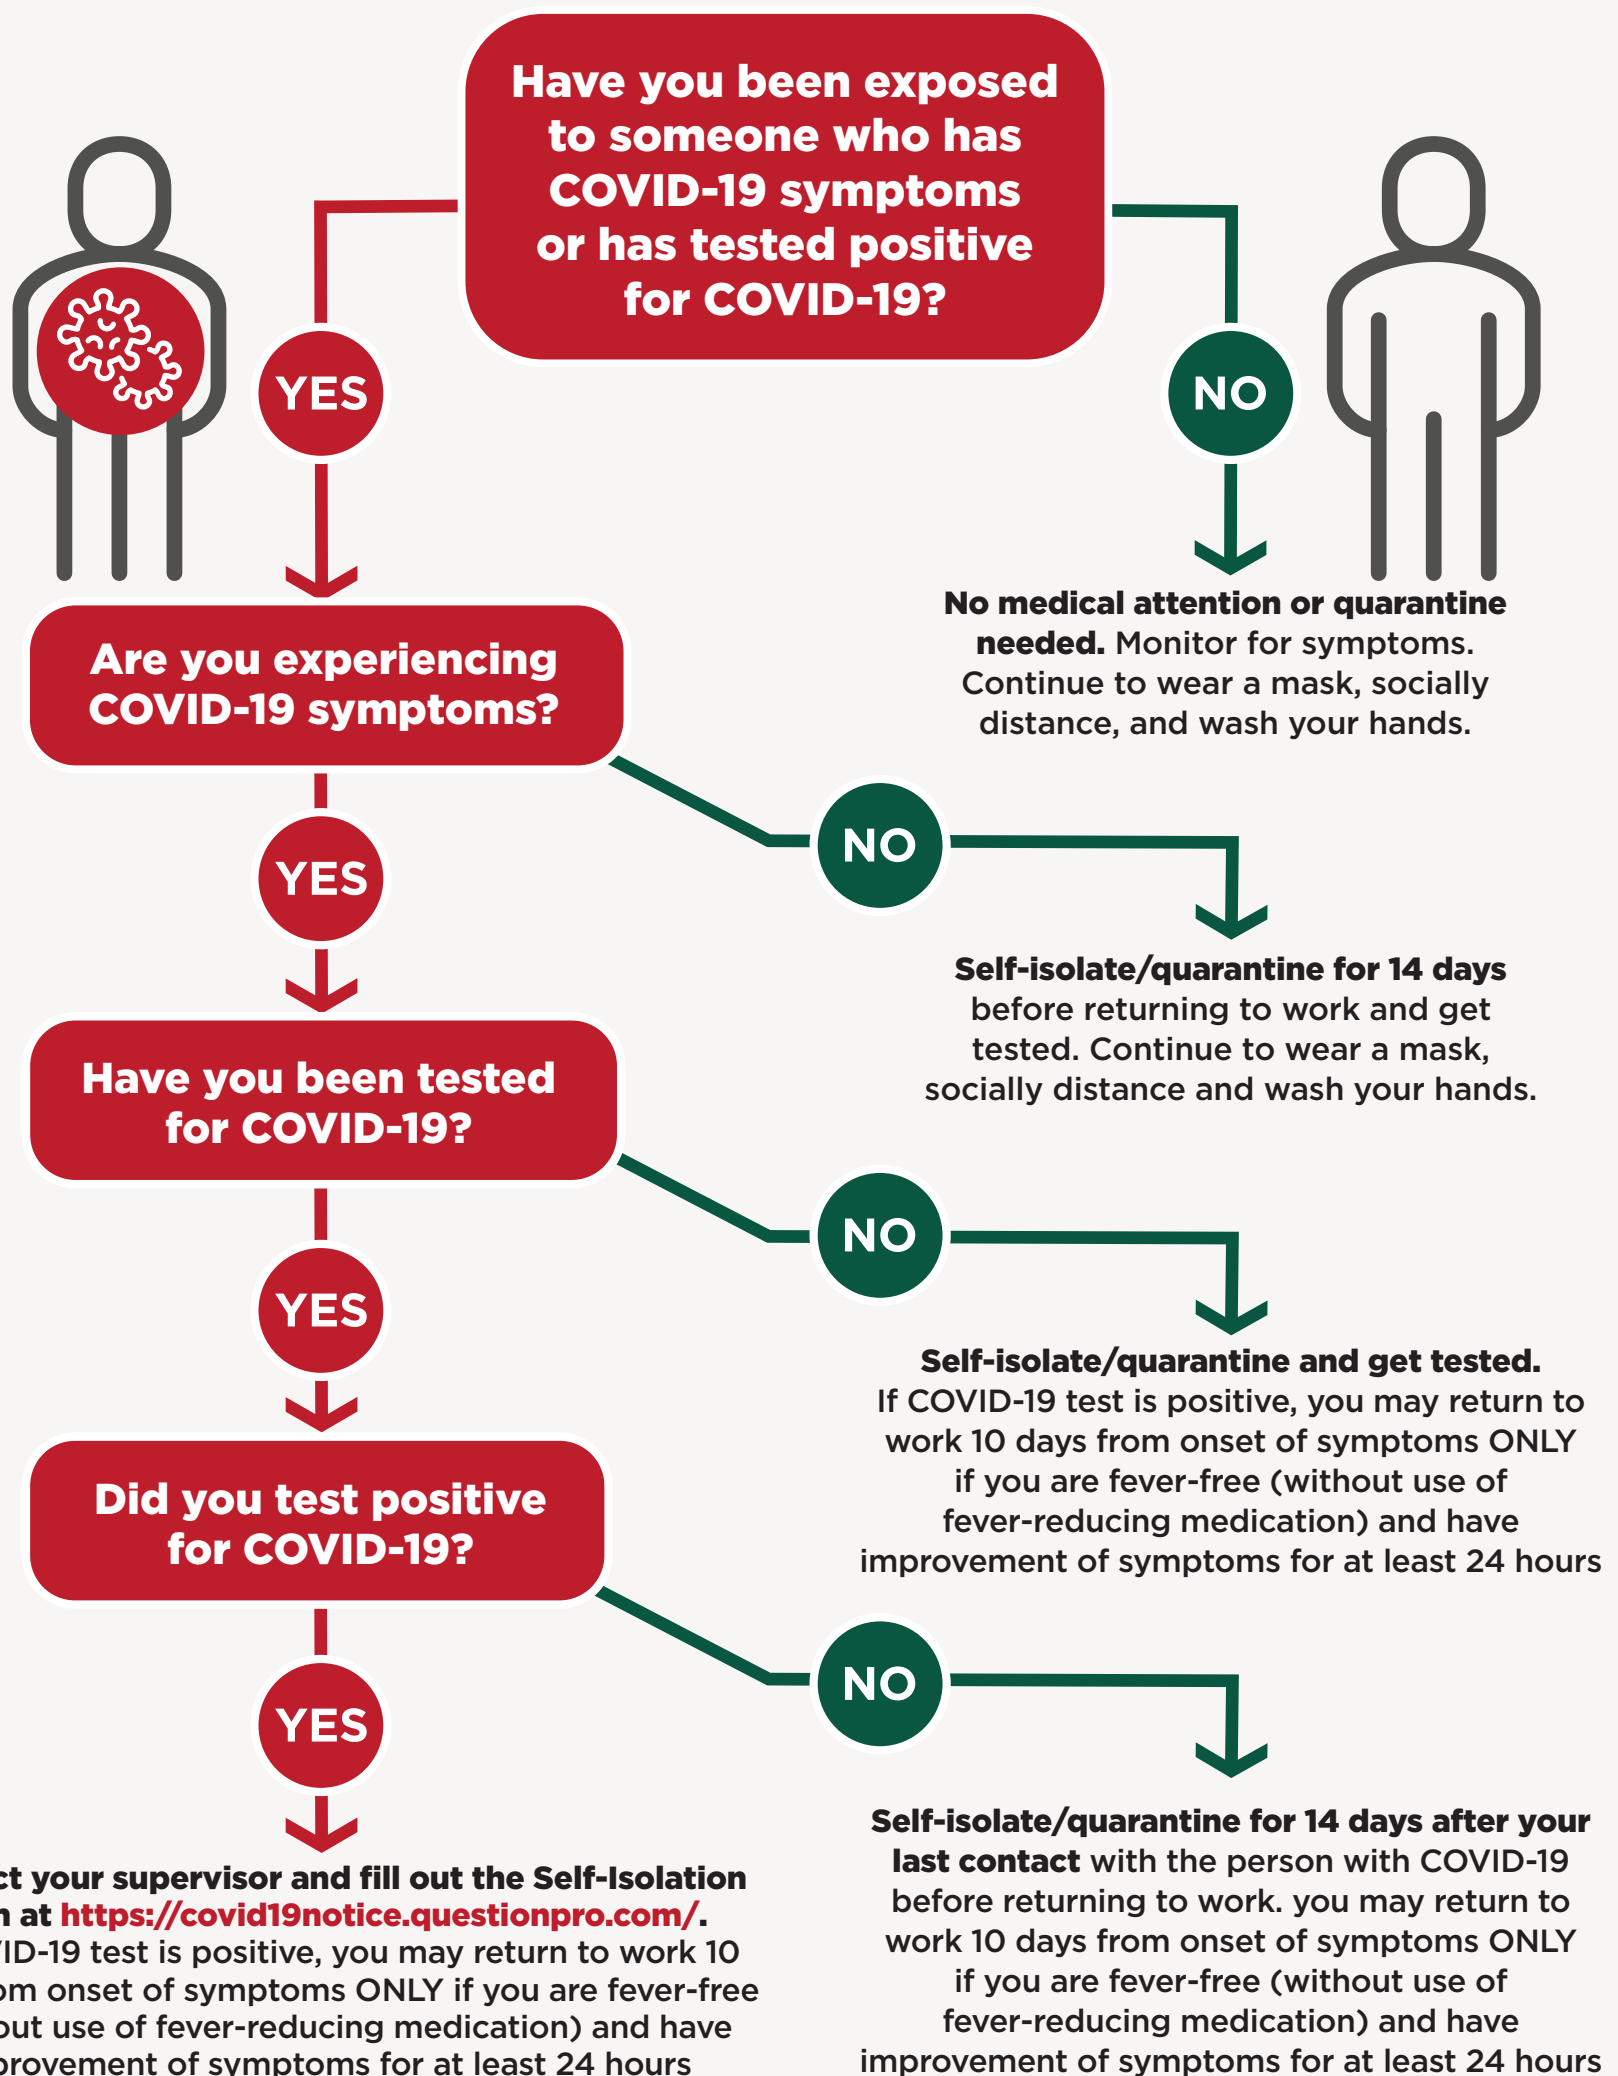 Have you been exposed
to someone who has
COVID-19 symptoms
or has tested positive
for COVID-19?
YES
NO
No medical attention or quarantine
needed. Monitor for symptoms.
Continue to wear a mask, socially
distance, and wash your hands.
Are you experiencing
COVID-19 symptoms?
NO
YES
Self-isolate/quarantine for 14 days
before returning to work and get
tested. Continue to wear a mask,
socially distance and wash your hands.
Have you been tested
for COVID-19?
NO
YES
Self-isolate/quarantine and get tested.
If COVID-19 test is positive, you may return to
work 10 days from onset of symptoms ONLY
if you are fever-free (without use of
fever-reducing medication) and have
improvement of symptoms for at least 24 hours
Did you test positive
for COVID-19?
NO
YES
Self-isolate/quarantine for 14 days after your
last contact with the person with COVID-19
before returning to work. you may return to
work 10 days from onset of symptoms ONLY
if you are fever-free (without use of
fever-reducing medication) and have
improvement of symptoms for at least 24 hours
your supervisor and fill out the Self-Isolation
at https://covid19notice.questionpro.com/.
test is positive, you may return to work 10
onset of symptoms ONLY if you are fever-free
use of fever-reducing medication) and have
of symptoms for at least 24 hours